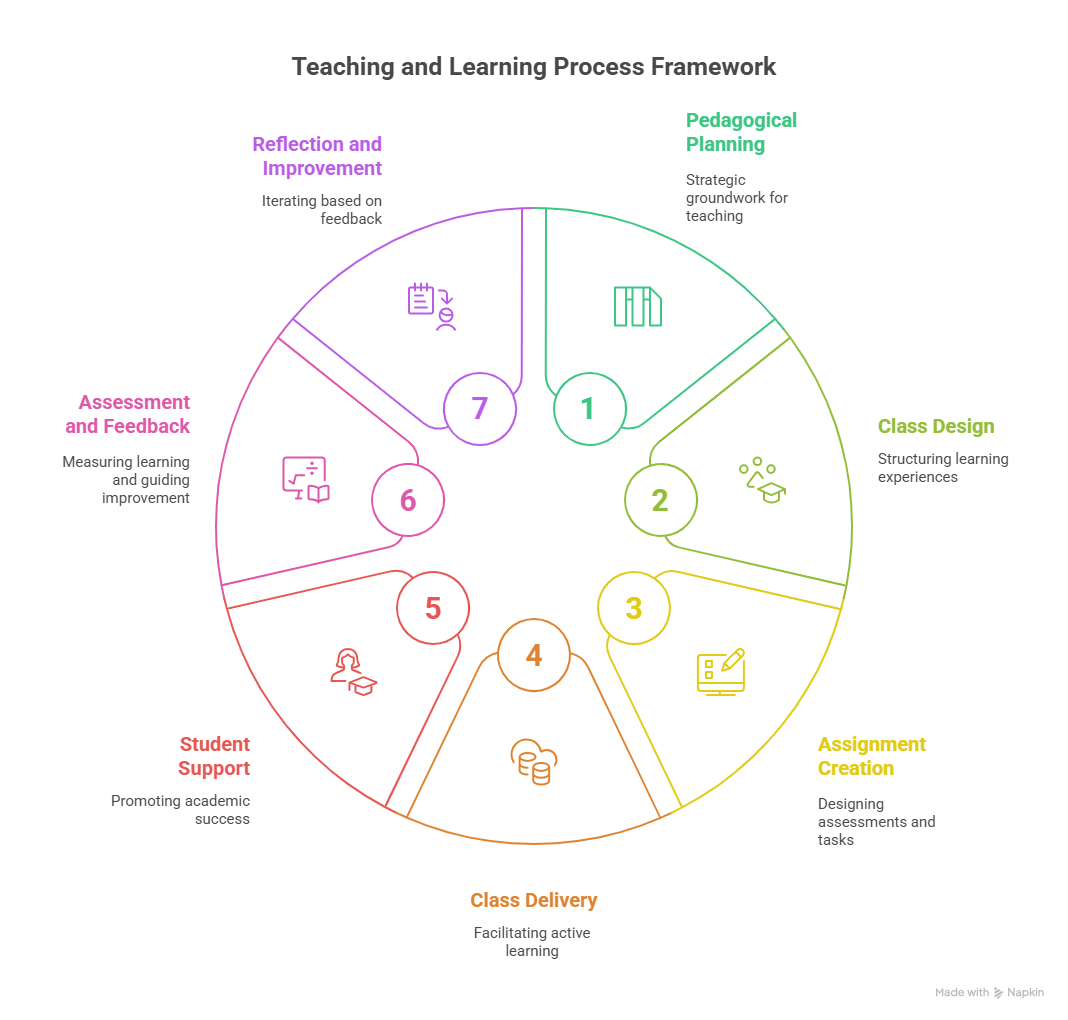 Teaching and Learning Process Framework
Pedagogical
Planning
Strategic
groundwork for
teaching
1
Class Design
Structuring learning
experiences
2
Assignment
Creation
Designing
assessments and
tasks
3
Class Delivery
Facilitating active
learning
4
Student
Support
Promoting academic
success
5
Assessment
and Feedback
Measuring learning
and guiding
improvement
6
Reflection and
Improvement
Iterating based on
feedback
7
Made with Napkin